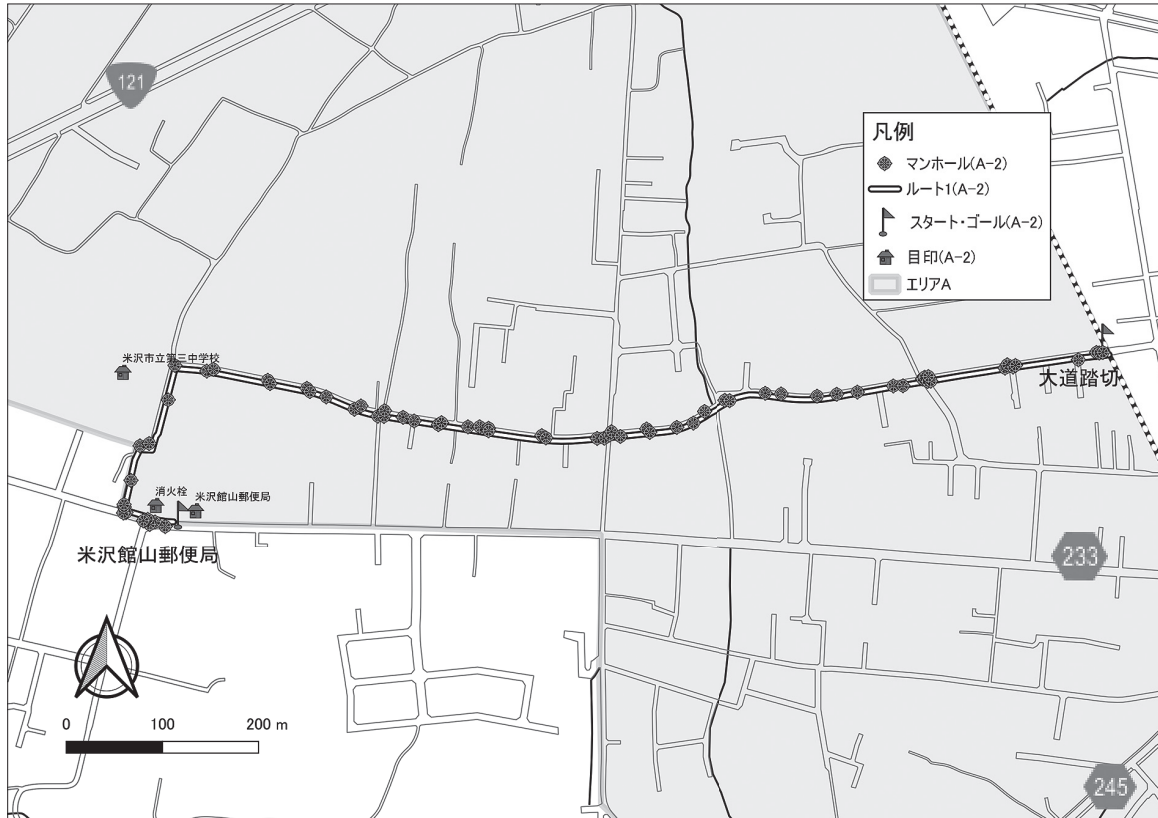 121
凡例
マンホール(A-2)
ルート1(A-2)
スタート・ゴール(A-2)
目印(A-2)
エリアA
米沢市立第三中学校
大道踏切
消火栓
米沢館山郵便局
米沢館山郵便局
233
0 100 200 m
245